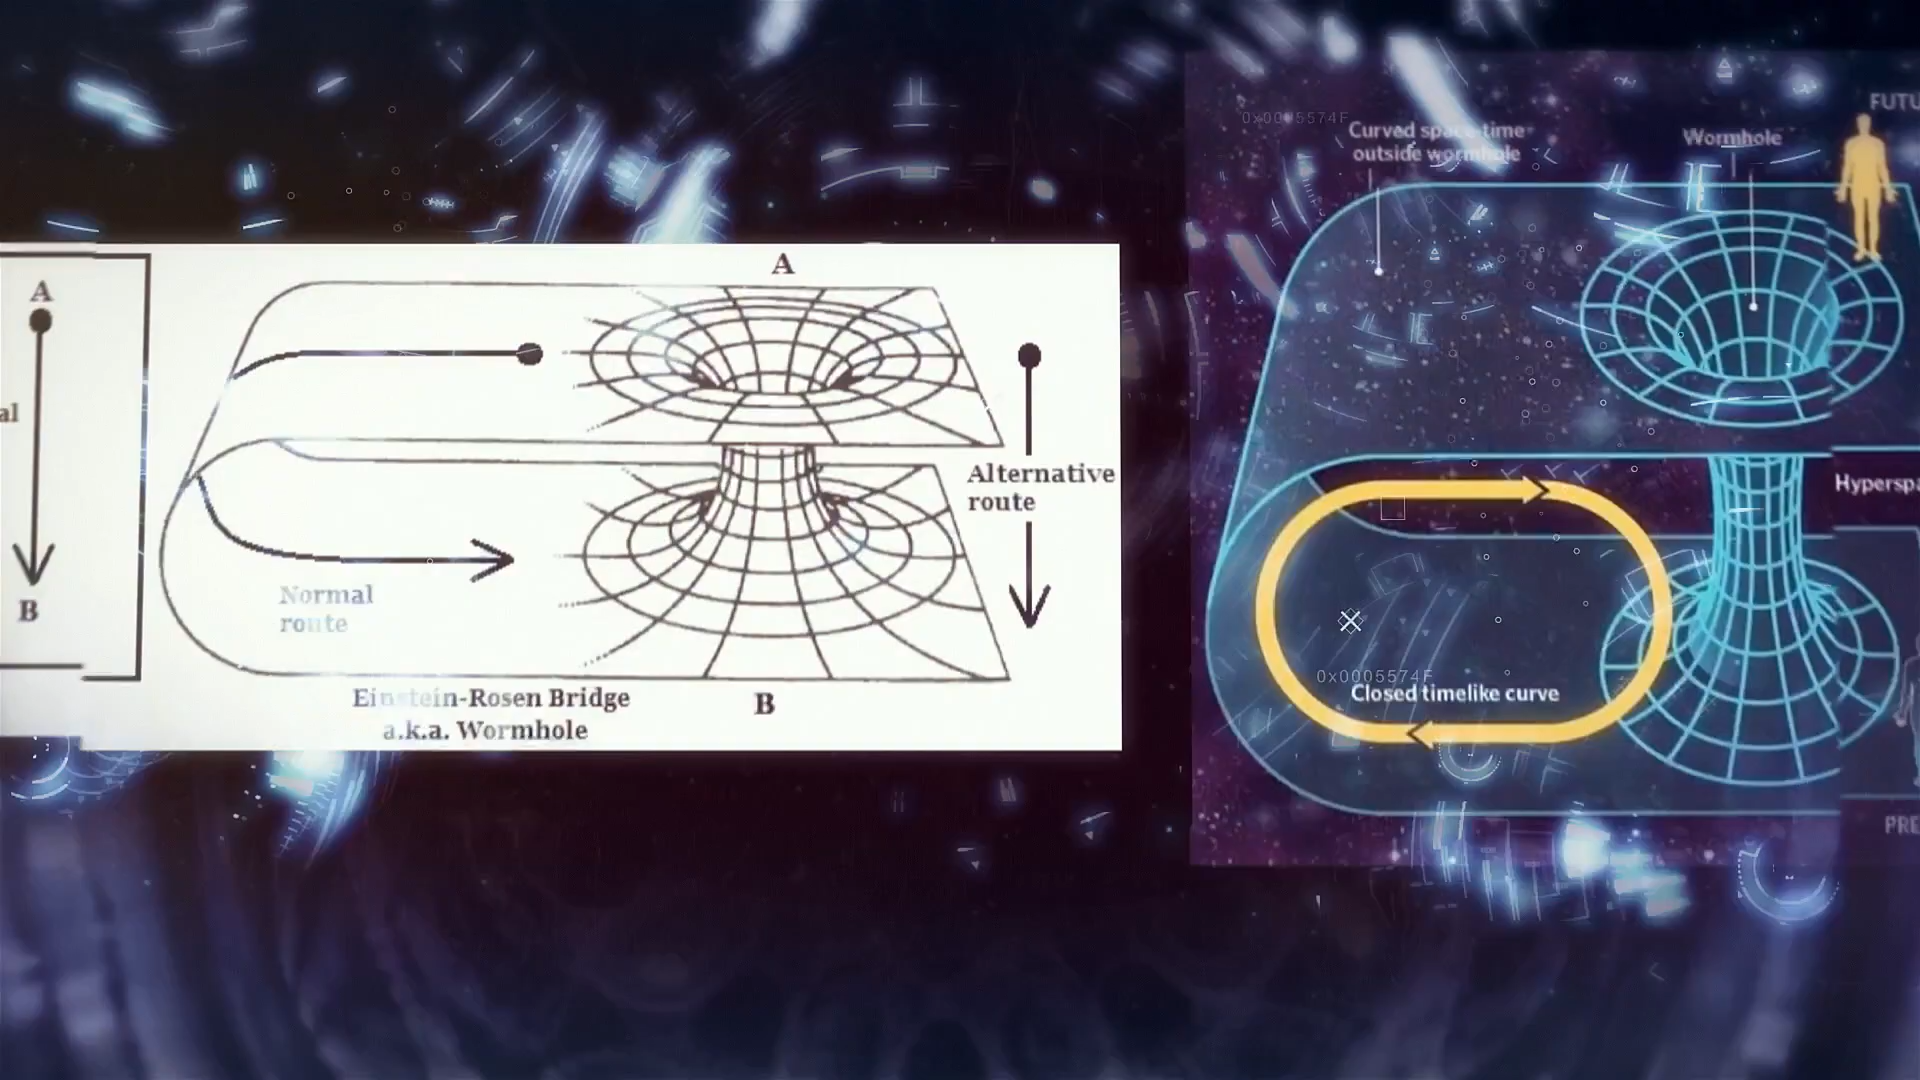 A
al
B
A
Alternative
route
Normal
route
Einstein-Rosen Bridge
a.k.a. Wormhole
B
0x0005574F
Curved space-time
outside wormhole
Wormhole
FUTU
Hyperspa
0x0005574F
Closed timelike curve
PRE